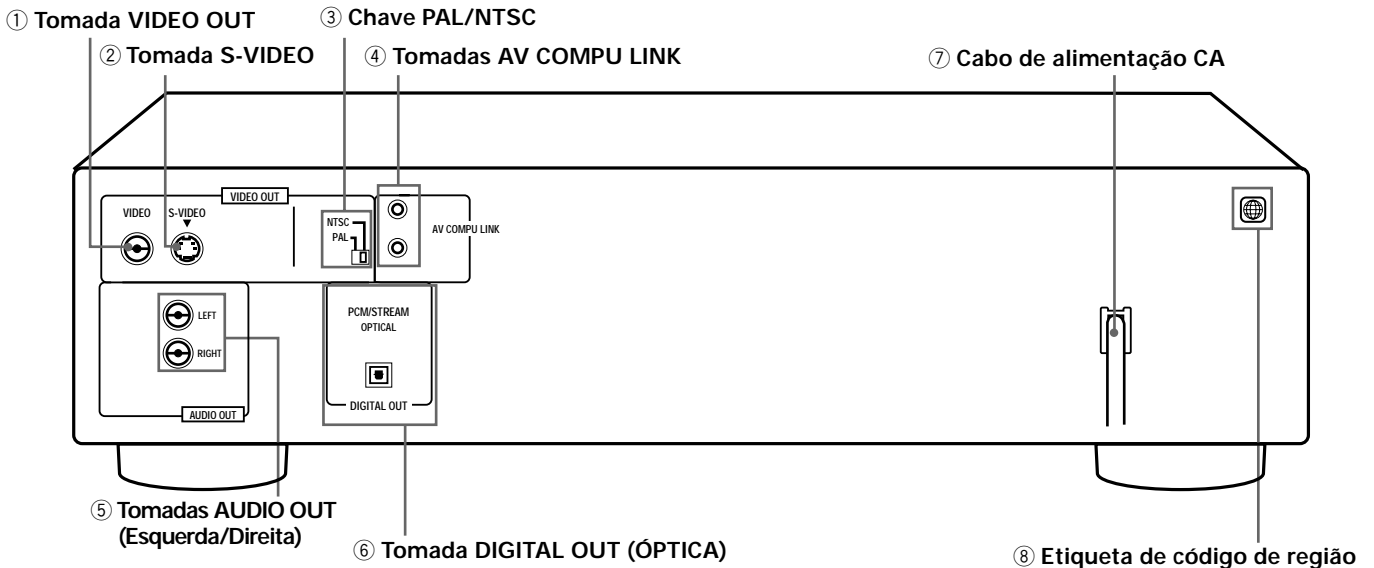 ① Tomada VIDEO OUT
② Tomada S-VIDEO
③ Chave PAL/NTSC
④ Tomadas AV COMPU LINK
⑦ Cabo de alimentação CA
VIDEO OUT
VIDEO
S-VIDEO
NTSC
PAL
AV COMPU LINK
LEFT
RIGHT
AUDIO OUT
PCM/STREAM
OPTICAL
DIGITAL OUT
⑤ Tomadas AUDIO OUT
(Esquerda/Direita)
⑥ Tomada DIGITAL OUT (ÓPTICA)
⑧ Etiqueta de código de região